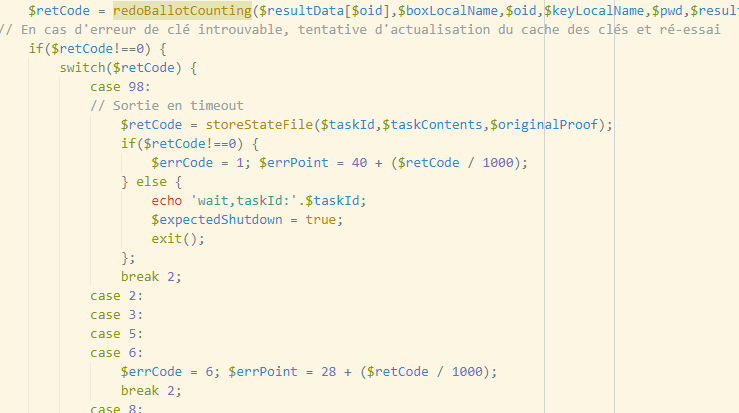 $retCode = redoBallotCounting($resultData[$oid],$boxLocalName,$oid,$keyLocalName,$pwd,$result
// En cas d'erreur de clé introuvable, tentative d'actualisation du cache des clés et ré-essai
if($retCode!==0) {
switch($retCode) {
case 98:
// Sortie en timeout
$retCode = storeStateFile($taskId,$taskContents,$originalProof);
if($retCode!==0) {
$errCode = 1; $errPoint = 40 + ($retCode / 1000);
} else {
echo 'wait,taskId:'.$taskId;
$expectedShutdown = true;
exit();
};
break 2;
case 2:
case 3:
case 5:
case 6:
$errCode = 6; $errPoint = 28 + ($retCode / 1000);
break 2;
case 8: